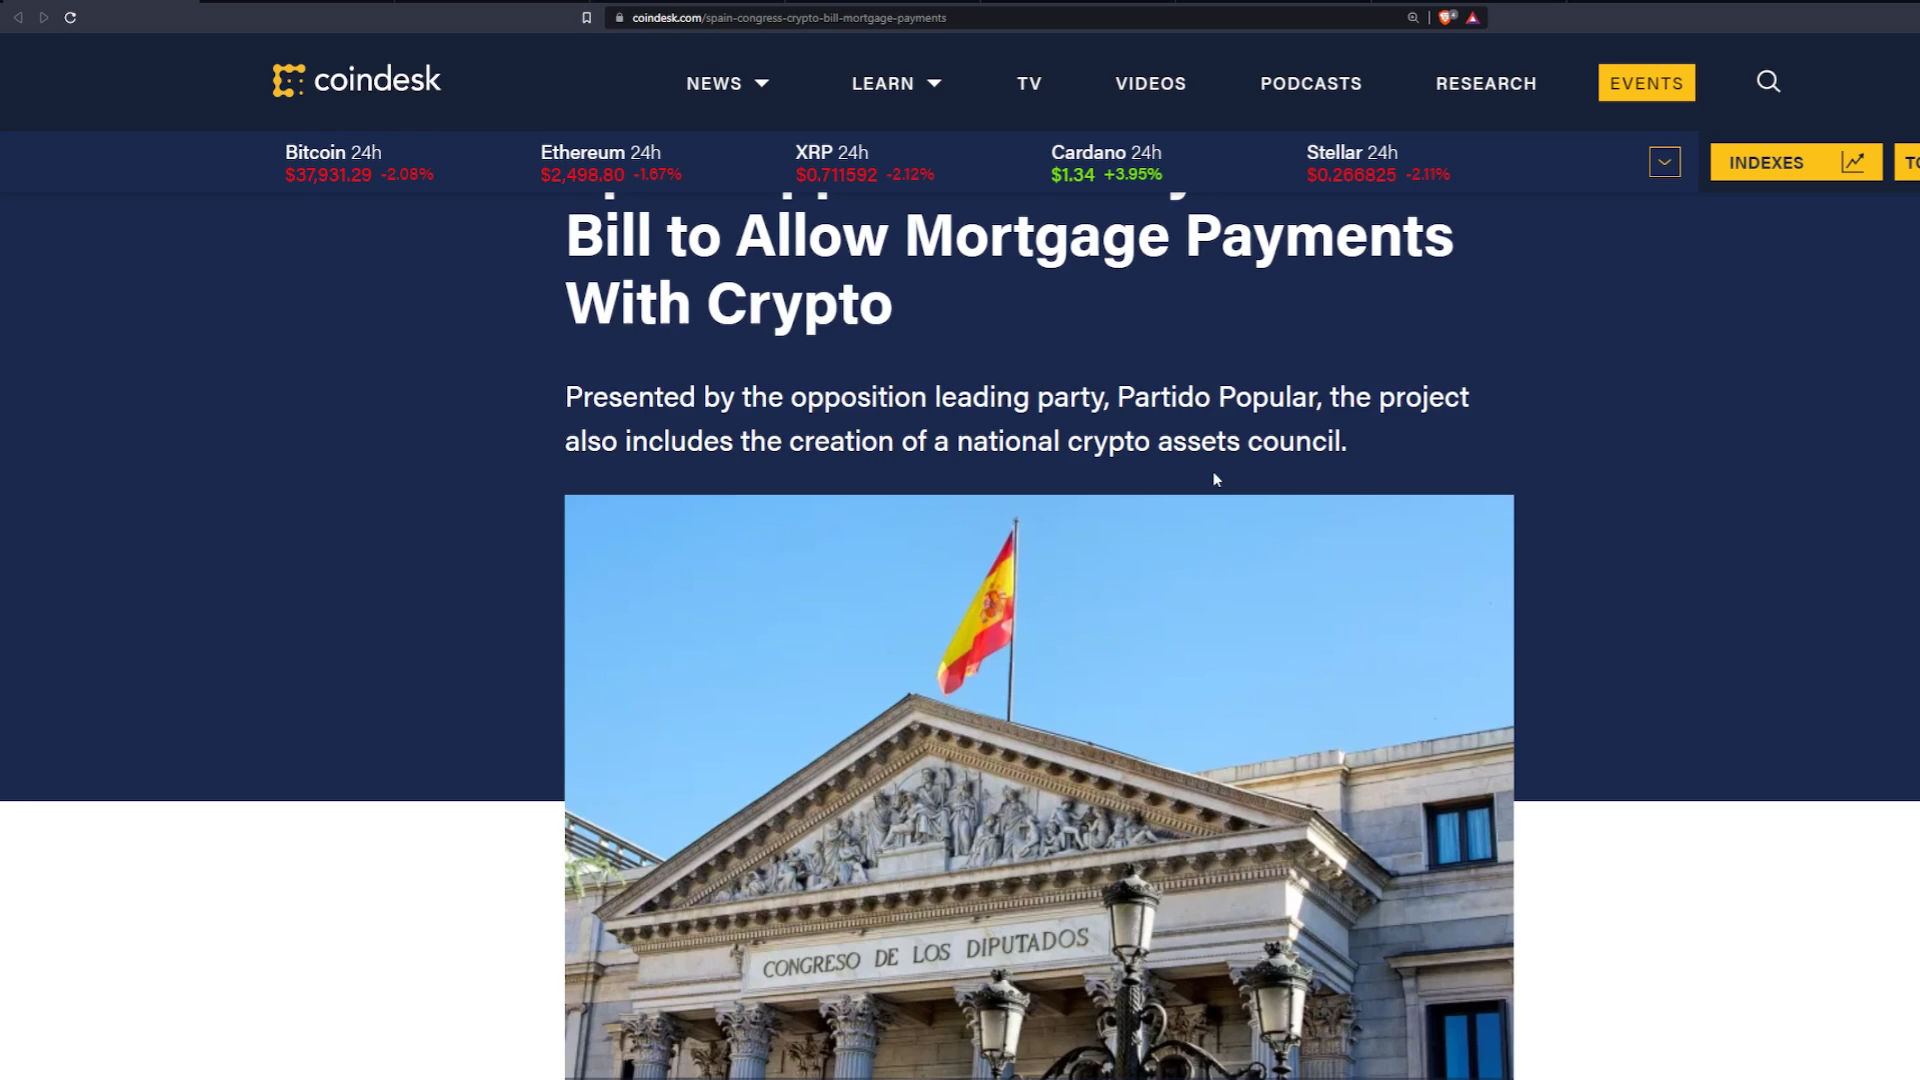 coindesk.com/spain-congress-crypto-bill-mortgage-payments
coindesk
NEWS
LEARN
TV
VIDEOS
PODCASTS
RESEARCH
EVENTS
Bitcoin 24h
$37,931.29 -2.08%
Ethereum 24h
$2,498.80 -1.67%
XRP 24h
$0.711592 -2.12%
Cardano 24h
$1.34 +3.95%
Stellar 24h
$0.266825 -2.11%
INDEXES
Bill to Allow Mortgage Payments
With Crypto
Presented by the opposition leading party, Partido Popular, the project
also includes the creation of a national crypto assets council.
CONGRESO DE LOS DIPUTADOS